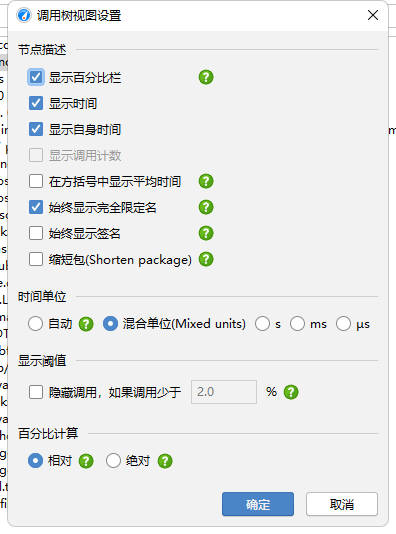 调用树视图设置
节点描述
显示百分比栏
显示时间
显示自身时间
显示调用计数
在方括号中显示平均时间
始终显示完全限定名
始终显示签名
缩短包(Shorten package)
时间单位
自动 混合单位(Mixed units) s ms µs
显示阈值
隐藏调用，如果调用少于 2.0 %
百分比计算
相对 绝对
确定 取消